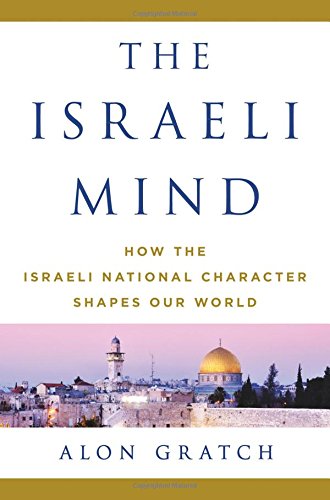 THE
ISRAELI
MIND
HOW THE
ISRAELI NATIONAL CHARACTER
SHAPES OUR WORLD
ALON GRATCH